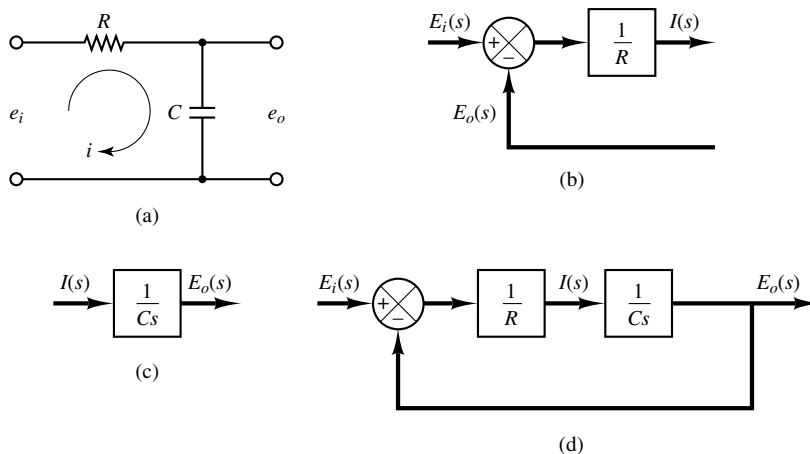 R
e_i
C
e_o
i
(a)
E_i(s)
+
−
1
R
I(s)
E_o(s)
(b)
I(s)
1
Cs
E_o(s)
(c)
E_i(s)
+
−
1
R
I(s)
1
Cs
E_o(s)
(d)